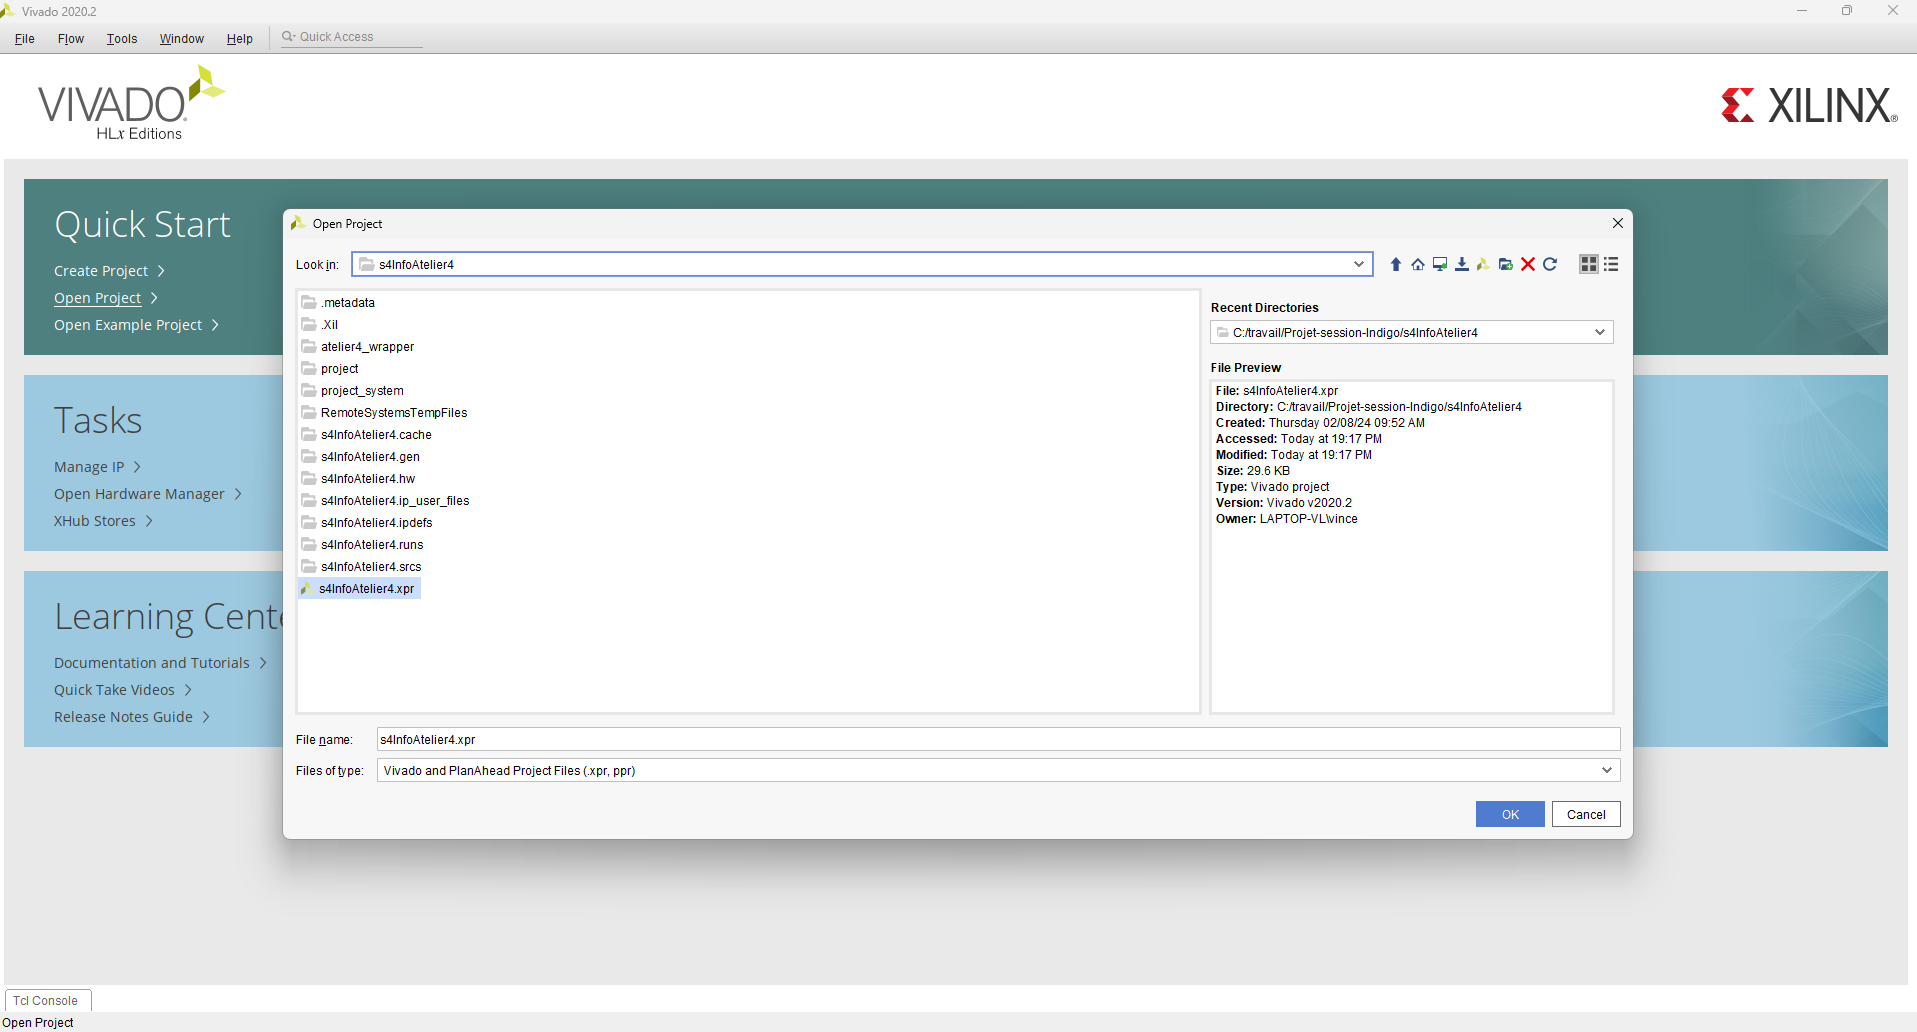 Vivado 2020.2
File Flow Tools Window Help Quick Access
VIVADO.
HLx Editions
XILINX®
Quick Start
Create Project
Open Project
Open Example Project
Tasks
Manage IP
Open Hardware Manager
XHub Stores
Learning Cente
Documentation and Tutorials
Quick Take Videos
Release Notes Guide
Open Project
Look in: s4InfoAtelier4
.metadata
.Xil
atelier4_wrapper
project
project_system
RemoteSystemsTempFiles
s4InfoAtelier4.cache
s4InfoAtelier4.gen
s4InfoAtelier4.hw
s4InfoAtelier4.ip_user_files
s4InfoAtelier4.ipdefs
s4InfoAtelier4.runs
s4InfoAtelier4.srcs
s4InfoAtelier4.xpr
Recent Directories
C:/travail/Projet-session-Indigo/s4InfoAtelier4
File Preview
File: s4InfoAtelier4.xpr
Directory: C:/travail/Projet-session-Indigo/s4InfoAtelier4
Created: Thursday 02/08/24 09:52 AM
Accessed: Today at 19:17 PM
Modified: Today at 19:17 PM
Size: 29.6 KB
Type: Vivado project
Version: Vivado v2020.2
Owner: LAPTOP-VL\vince
File name: s4InfoAtelier4.xpr
Files of type: Vivado and PlanAhead Project Files (.xpr, ppr)
OK Cancel
Tcl Console
Open Project